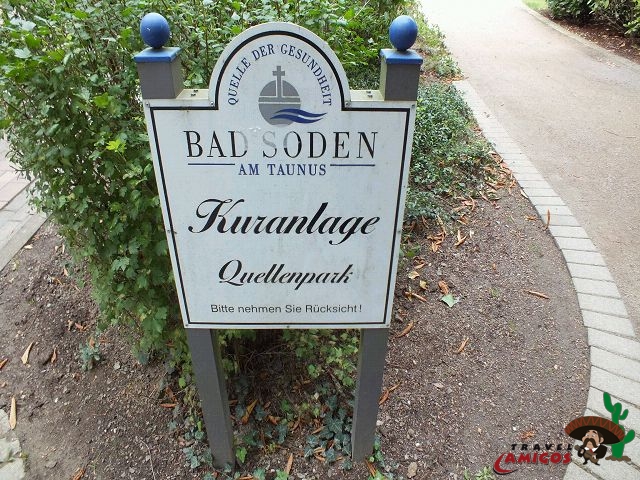 QUELLE DER GESUNDHEIT
BAD SODEN
AM TAUNUS
Kuranlage
Quellenpark
Bitte nehmen Sie Rücksicht!
TRAVEL
AMIGOS